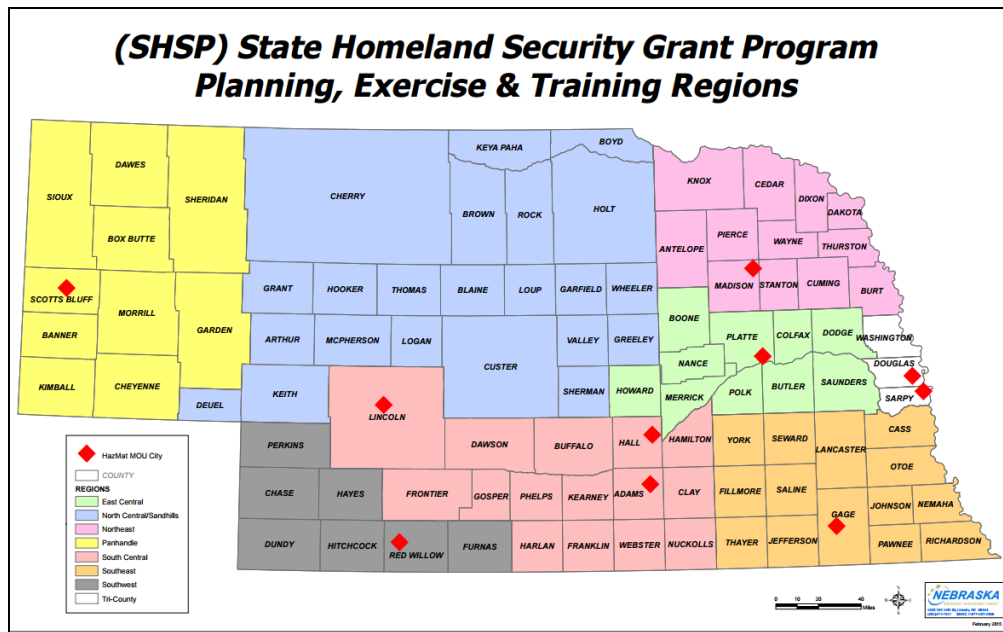 (SHSP) State Homeland Security Grant Program
Planning, Exercise & Training Regions
KEYA PAHA
BOYD
DAWES
SIOUX
SHERIDAN
CHERRY
BROWN
ROCK
HOLT
KNOX
CEDAR
DIXON
DAKOTA
BOX BUTTE
ANTELOPE
PIERCE
WAYNE
THURSTON
SCOTTS BLUFF
GRANT
HOOKER
THOMAS
BLAINE
LOUP
GARFIELD
WHEELER
MADISON
STANTON
CUMING
BURT
BANNER
MORRILL
GARDEN
ARTHUR
MCPHERSON
LOGAN
CUSTER
VALLEY
GREELEY
BOONE
PLATTE
COLFAX
DODGE
WASHINGTON
KIMBALL
CHEYENNE
DEUEL
KEITH
SHERMAN
HOWARD
NANCE
MERRICK
POLK
BUTLER
SAUNDERS
DOUGLAS
SARPY
LINCOLN
PERKINS
DAWSON
BUFFALO
HALL
HAMILTON
YORK
SEWARD
LANCASTER
CASS
OTOE
CHASE
HAYES
FRONTIER
GOSPER
PHELPS
KEARNEY
ADAMS
CLAY
FILLMORE
SALINE
GAGE
JOHNSON
NEMAHA
DUNDY
HITCHCOCK
RED WILLOW
FURNAS
HARLAN
FRANKLIN
WEBSTER
NUCKOLLS
THAYER
JEFFERSON
PAWNEE
RICHARDSON
HazMat MOU City
COUNTY
REGIONS
East Central
North Central/Sandhills
Northeast
Panhandle
South Central
Southeast
Southwest
Tri-County
0 10 20 40
Miles
NEBRASKA
February 2015